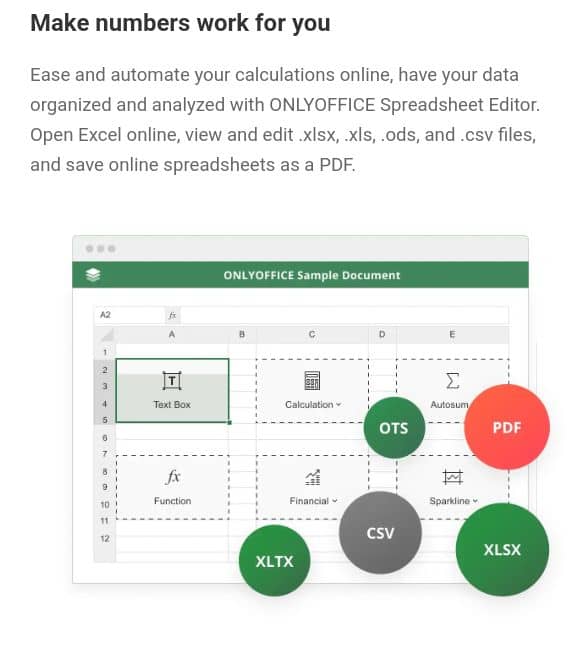 Make numbers work for you
Ease and automate your calculations online, have your data
organized and analyzed with ONLYOFFICE Spreadsheet Editor.
Open Excel online, view and edit .xlsx, .xls, .ods, and .csv files,
and save online spreadsheets as a PDF.
ONLYOFFICE Sample Document
A2 fx
A B C D E
1
2
3
4
5
6
7
8
9
10
11
12
Text Box
Calculation
Autosum
fx
Function
Financial
Sparkline
OTS
PDF
CSV
XLTX
XLSX